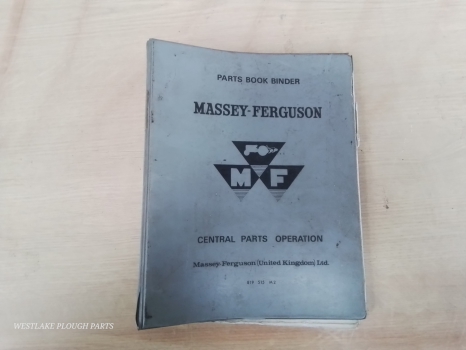 PARTS BOOK BINDER
MASSEY-FERGUSON
M F
CENTRAL PARTS OPERATION
Massey-Ferguson (United Kingdom) Ltd.
WESTLAKE PLOUGH PARTS